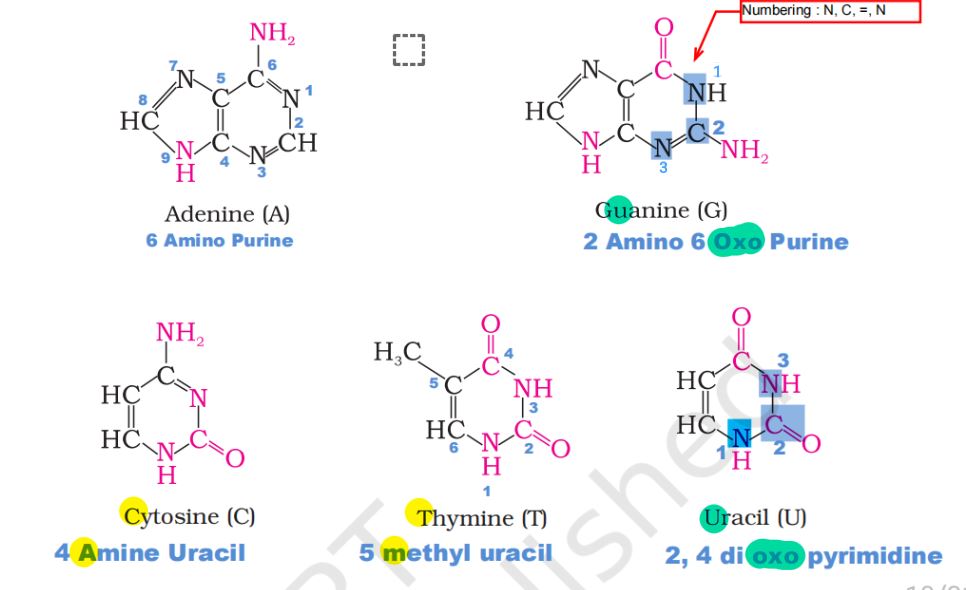 Numbering : N, C, =, N
NH₂
7 N 5 C C 6 N 1
8 HC 2 CH
9 N H C 4 N 3
Adenine (A)
6 Amino Purine
O
N C C 1 NH
HC C 2 NH₂
N H C N 3
Guanine (G)
2 Amino 6 Oxo Purine
NH₂
HC C N
HC N H C O
Cytosine (C)
4 Amine Uracil
O
H₃C 5 C C 4 NH 3
HC 6 N H 1 C 2 O
Thymine (T)
5 methyl uracil
O
HC C 3 NH
HC 1 N H C 2 O
Uracil (U)
2, 4 di oxo pyrimidine